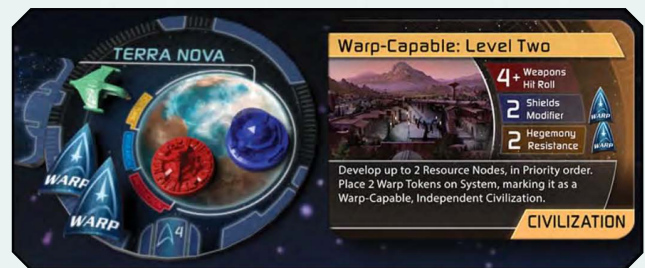 TERRA NOVA
WARP
WARP
4
Warp-Capable: Level Two
4+ Weapons
Hit Roll
2 Shields
Modifier
WARP
2 Hegemony
Resistance
WARP
Develop up to 2 Resource Nodes, in Priority order.
Place 2 Warp Tokens on System, marking it as a
Warp-Capable, Independent Civilization.
CIVILIZATION